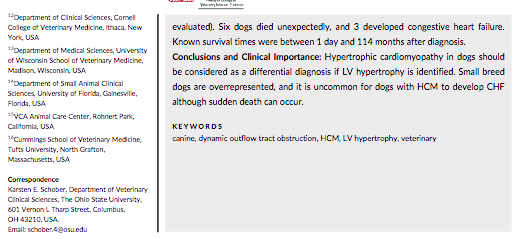 12Department of Clinical Sciences, Cornell
College of Veterinary Medicine, Ithaca, New
York, USA
13Department of Medical Sciences, University
of Wisconsin School of Veterinary Medicine,
Madison, Wisconsin, USA
14Department of Small Animal Clinical
Sciences, University of Florida, Gainesville,
Florida, USA
15VCA Animal Care Center, Rohnert Park,
California, USA
16Cummings School of Veterinary Medicine,
Tufts University, North Grafton,
Massachusetts, USA
Correspondence
Karsten E. Schober, Department of Veterinary
Clinical Sciences, The Ohio State University,
601 Vernon L Tharp Street, Columbus,
OH 43210, USA.
Email: schober.4@osu.edu
evaluated). Six dogs died unexpectedly, and 3 developed congestive heart failure.
Known survival times were between 1 day and 114 months after diagnosis.
Conclusions and Clinical Importance: Hypertrophic cardiomyopathy in dogs should
be considered as a differential diagnosis if LV hypertrophy is identified. Small breed
dogs are overrepresented, and it is uncommon for dogs with HCM to develop CHF
although sudden death can occur.
KEYWORDS
canine, dynamic outflow tract obstruction, HCM, LV hypertrophy, veterinary